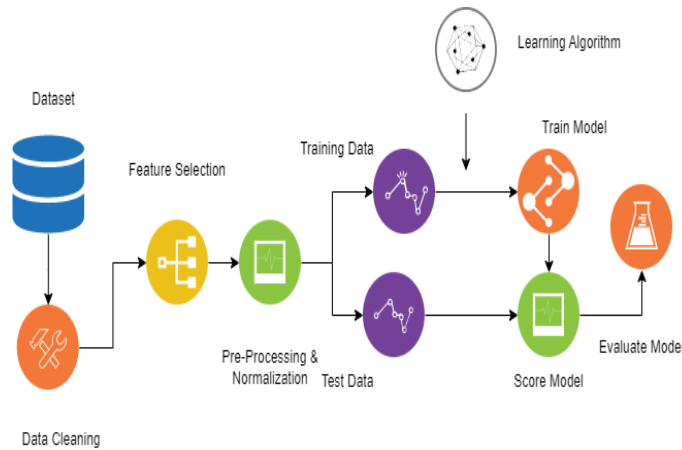 Learning Algorithm
Dataset
Train Model
Training Data
Feature Selection
Pre-Processing &
Normalization
Test Data
Score Model
Evaluate Model
Data Cleaning